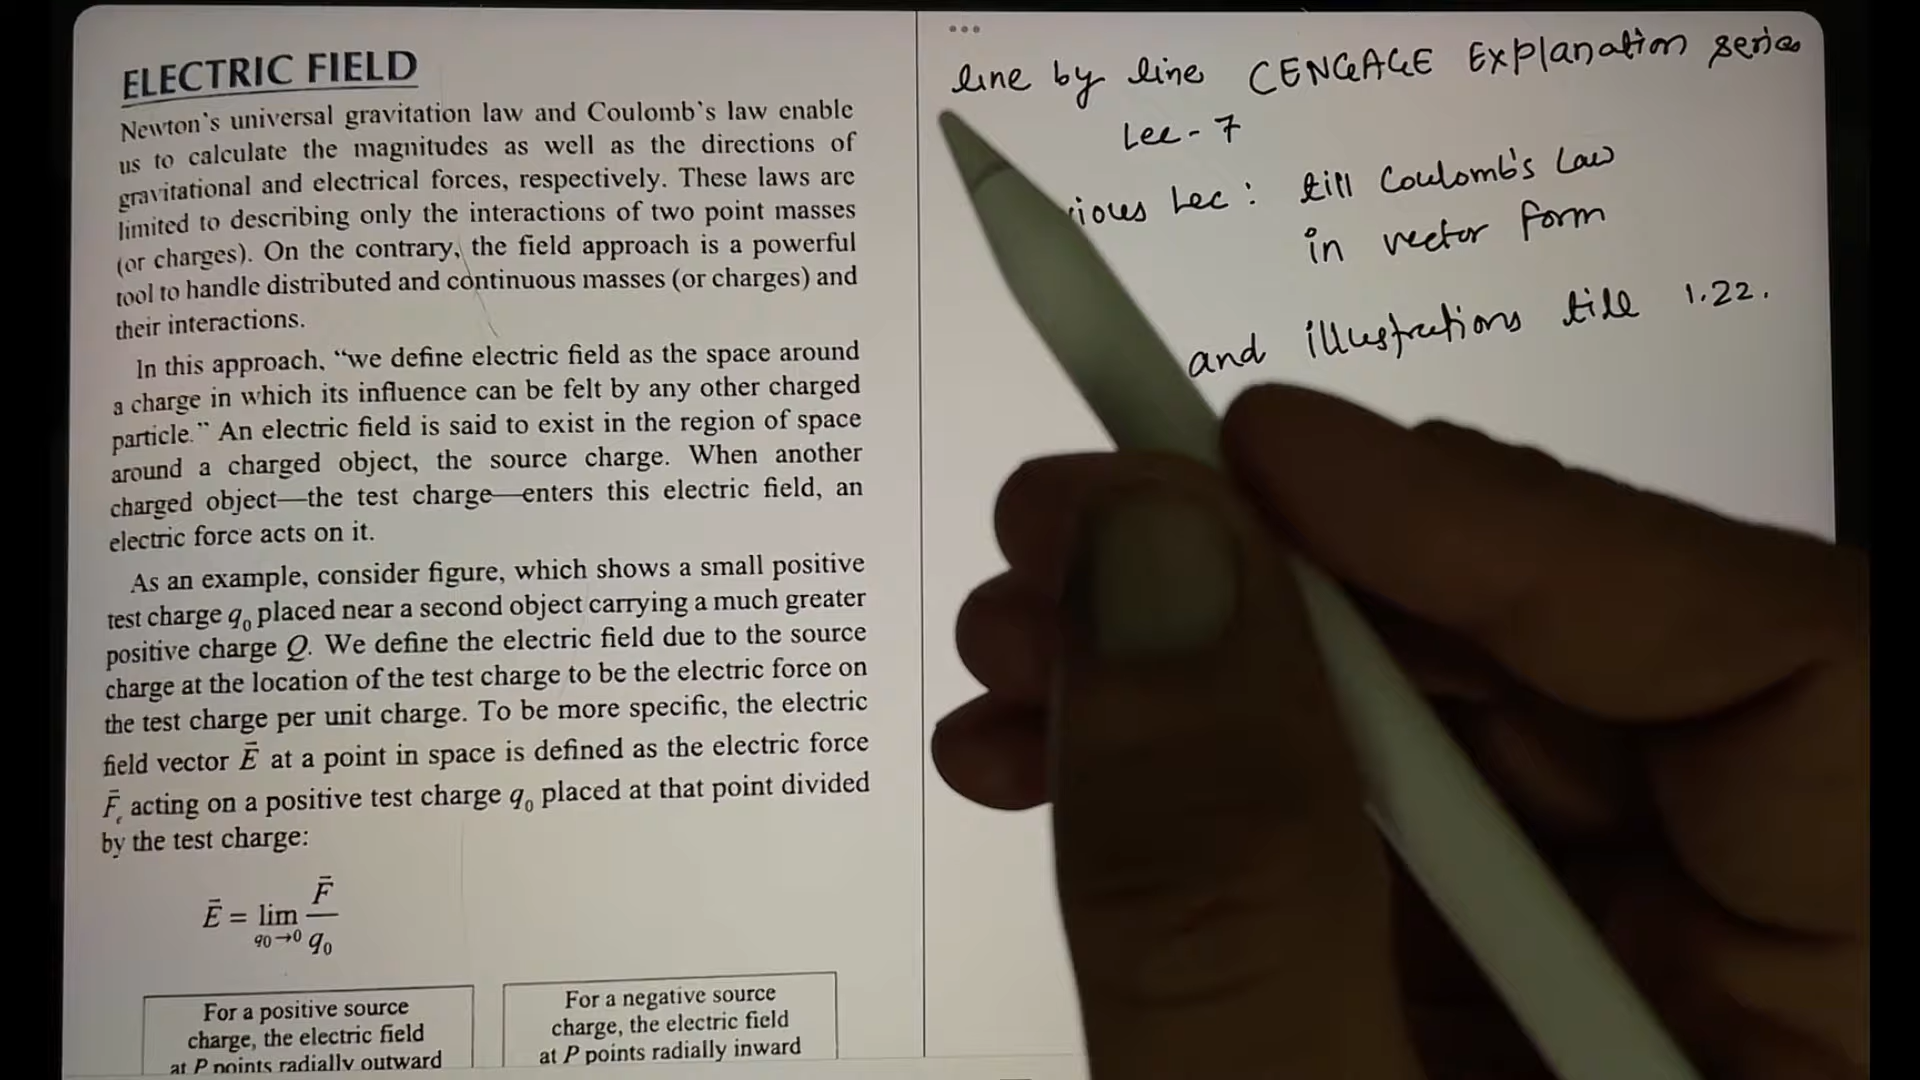 ELECTRIC FIELD
Newton's universal gravitation law and Coulomb's law enable
us to calculate the magnitudes as well as the directions of
gravitational and electrical forces, respectively. These laws are
limited to describing only the interactions of two point masses
(or charges). On the contrary, the field approach is a powerful
tool to handle distributed and continuous masses (or charges) and
their interactions.
In this approach, “we define electric field as the space around
a charge in which its influence can be felt by any other charged
particle.” An electric field is said to exist in the region of space
around a charged object, the source charge. When another
charged object—the test charge—enters this electric field, an
electric force acts on it.
As an example, consider figure, which shows a small positive
test charge q₀ placed near a second object carrying a much greater
positive charge Q. We define the electric field due to the source
charge at the location of the test charge to be the electric force on
the test charge per unit charge. To be more specific, the electric
field vector E⃗ at a point in space is defined as the electric force
F⃗ₑ acting on a positive test charge q₀ placed at that point divided
by the test charge:
E⃗ = lim q₀→0 F⃗/q₀
For a positive source
charge, the electric field
at P points radially outward
For a negative source
charge, the electric field
at P points radially inward
line by line CENGAGE Explanation series
Lec - 7
ious Lec : till Coulomb's Law
in vector form
and illustrations till 1.22.